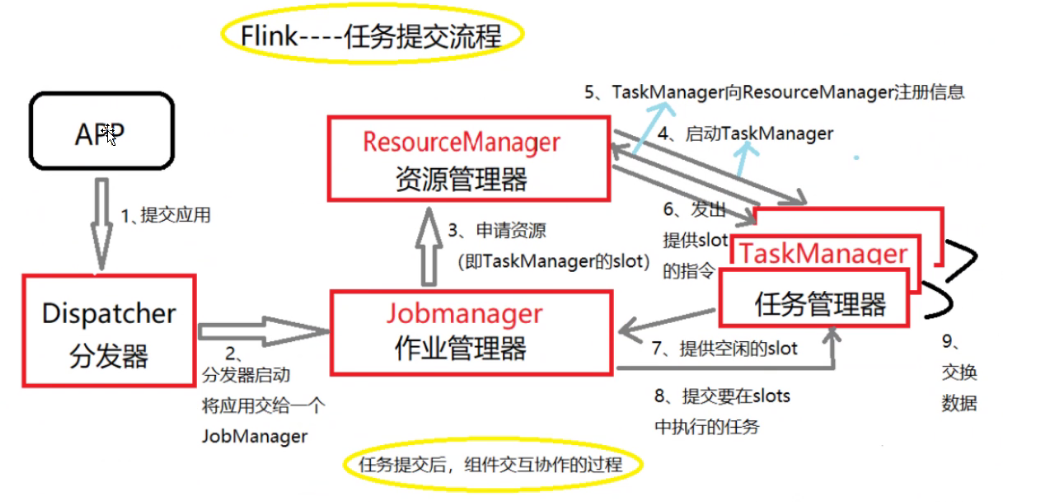 Flink----任务提交流程
5、TaskManager向ResourceManager注册信息
4、启动TaskManager
APP
ResourceManager
资源管理器
1、提交应用
3、申请资源
（即TaskManager的slot）
6、发出
提供slot
的指令
TaskManager
任务管理器
Dispatcher
分发器
Jobmanager
作业管理器
2、
分发器启动
将应用交给一个
JobManager
7、提供空闲的slot
8、提交要在slots
中执行的任务
9、
交换
数据
任务提交后，组件交互协作的过程